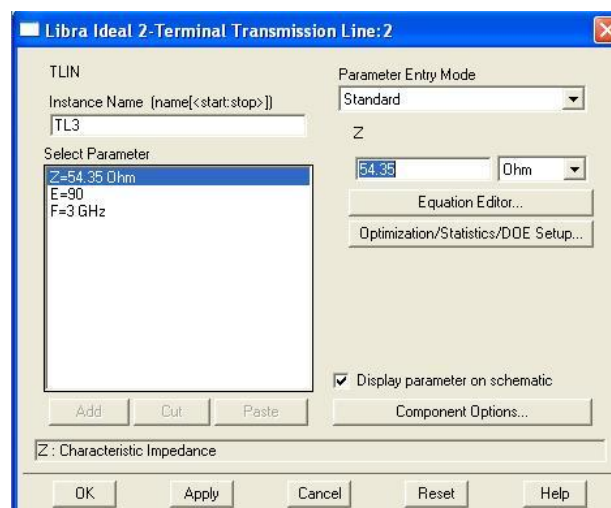 Libra Ideal 2-Terminal Transmission Line:2
TLIN
Instance Name (name[<start:stop>])
TL3
Select Parameter
Z=54.35 Ohm
E=90
F=3 GHz
Add
Cut
Paste
Parameter Entry Mode
Standard
Z
54.35
Ohm
Equation Editor...
Optimization/Statistics/DOE Setup...
Display parameter on schematic
Component Options...
Z : Characteristic Impedance
OK
Apply
Cancel
Reset
Help